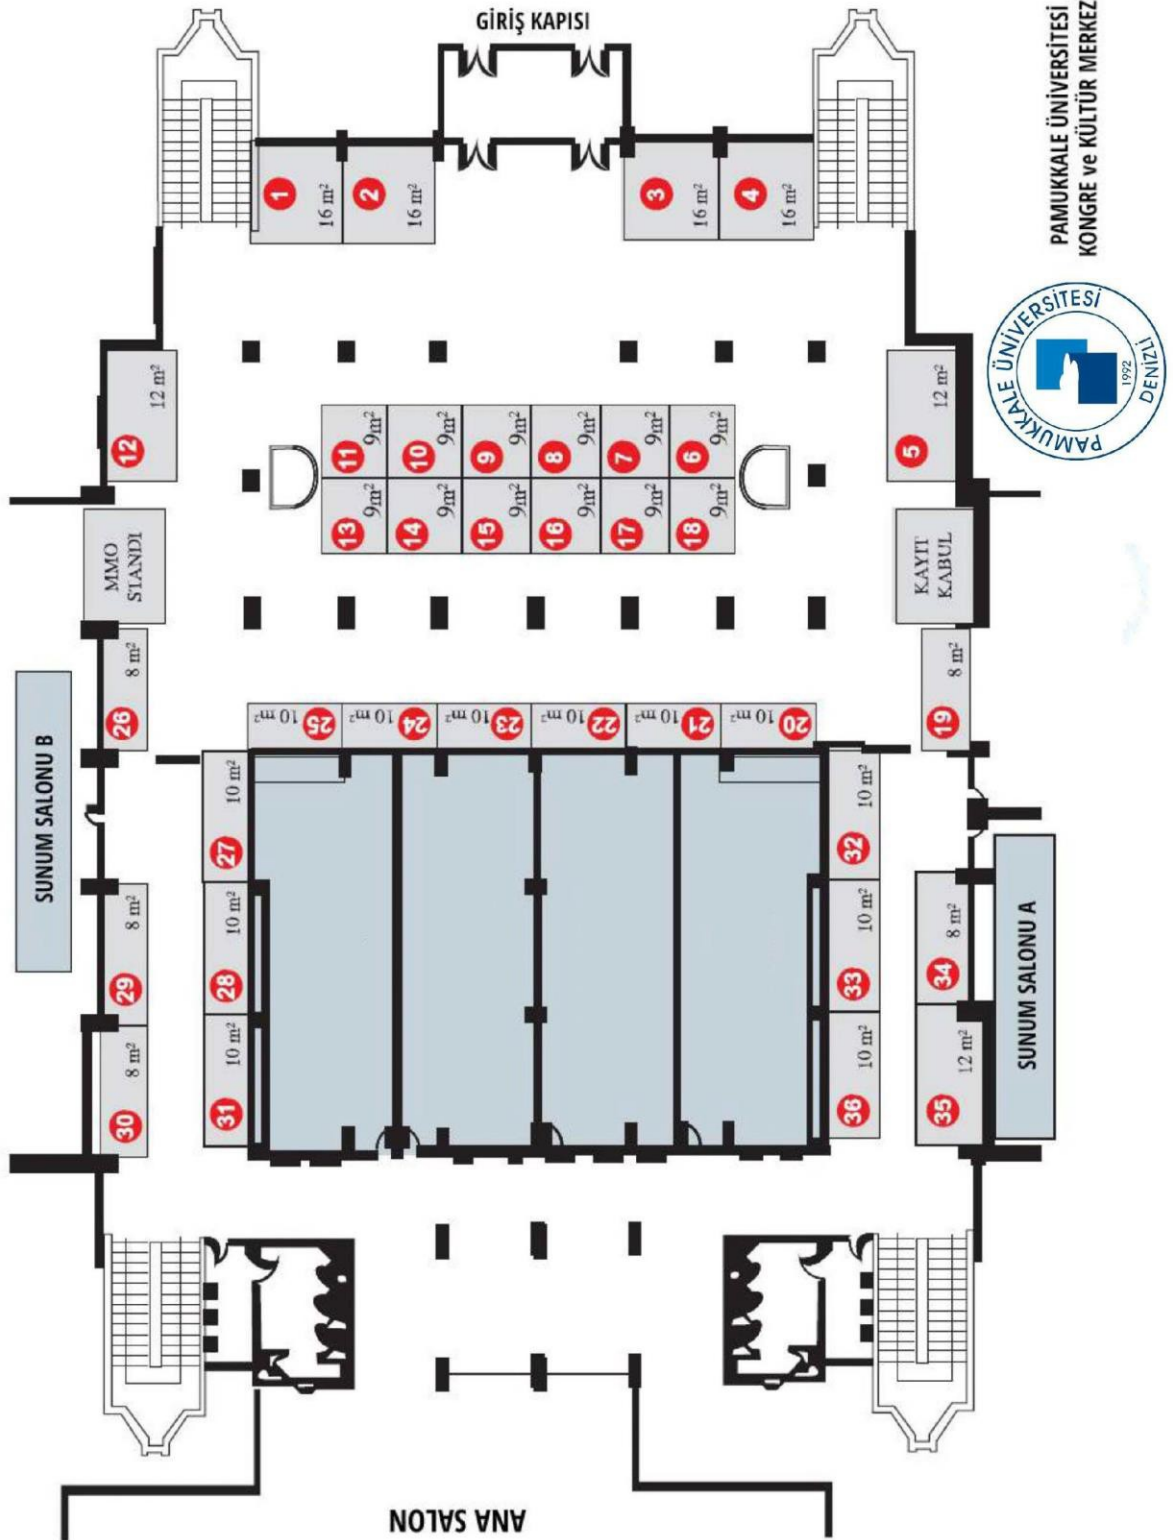 GİRİŞ KAPISI
PAMUKKALE ÜNİVERSİTESİ
KONGRE ve KÜLTÜR MERKEZ
PAMUKKALE ÜNİVERSİTESİ
1992
DENİZLİ
1
16 m²
2
16 m²
3
16 m²
4
16 m²
12
12 m²
5
12 m²
11
9m²
10
9m²
9
9m²
8
9m²
7
9m²
6
9m²
13
9m²
14
9m²
15
9m²
16
9m²
17
9m²
18
9m²
MMO
STANDI
KAYIT
KABUL
26
8 m²
19
8 m²
25
10 m²
24
10 m²
23
10 m²
22
10 m²
21
10 m²
20
10 m²
SUNUM SALONU B
27
10 m²
32
10 m²
29
8 m²
28
10 m²
33
10 m²
34
8 m²
SUNUM SALONU A
30
8 m²
31
10 m²
36
10 m²
35
12 m²
ANA SALON